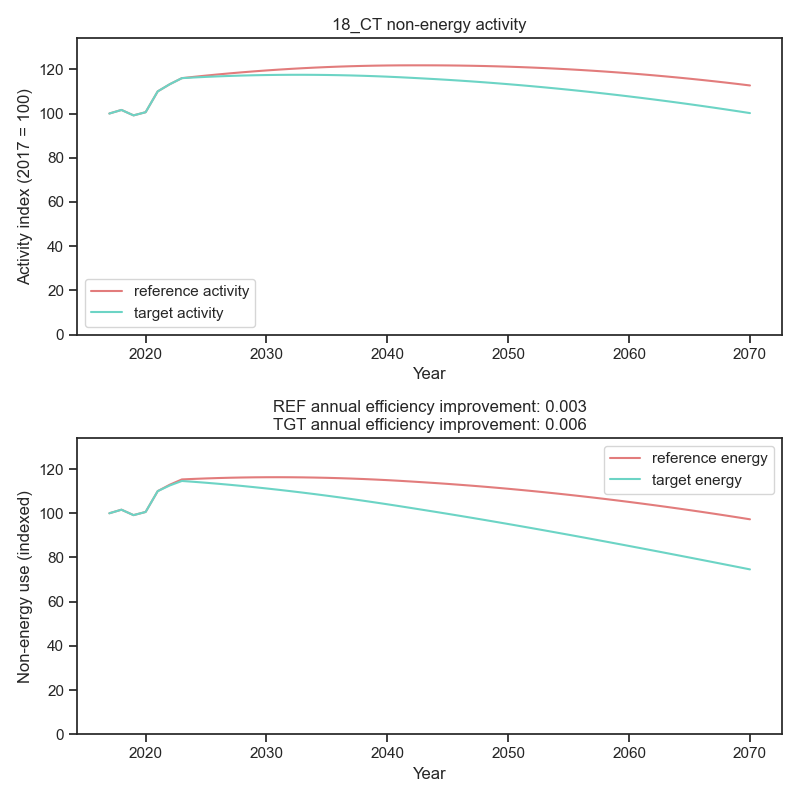 18_CT non-energy activity
Activity index (2017 = 100)
120
100
80
60
40
20
0
reference activity
target activity
2020 2030 2040 2050 2060 2070
Year
REF annual efficiency improvement: 0.003
TGT annual efficiency improvement: 0.006
Non-energy use (indexed)
120
100
80
60
40
20
0
reference energy
target energy
2020 2030 2040 2050 2060 2070
Year